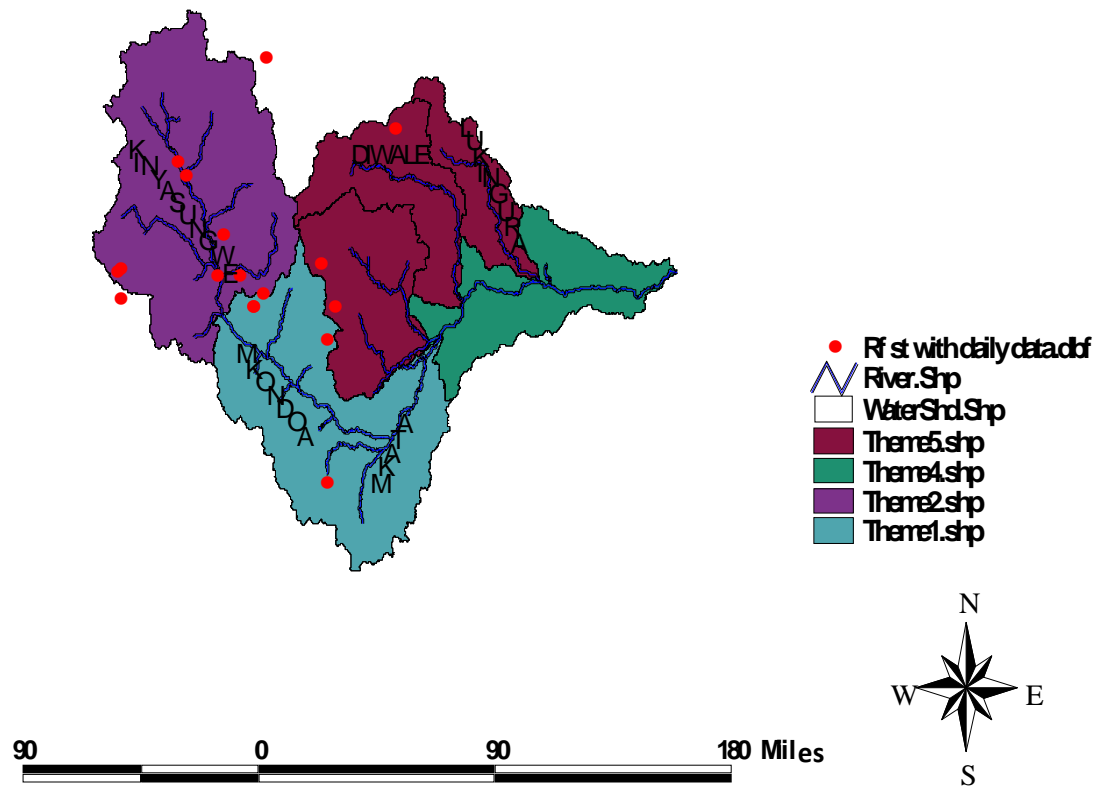 KINYASUNGWE
DIWALE
LUKINGURA
MKONDOA
MKATA
Rf st with daily data.dbf
River.Shp
WaterShd.Shp
Theme5.shp
Theme4.shp
Theme2.shp
Theme1.shp
N
W E
S
90 0 90 180 Miles